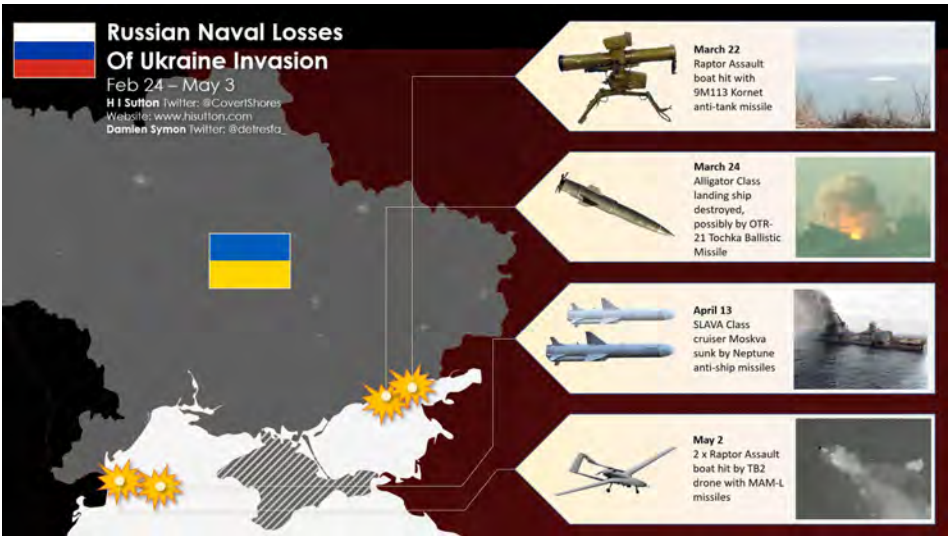 Russian Naval Losses
Of Ukraine Invasion
Feb 24 – May 3
H I Sutton Twitter: @CovertShores
Website: www.hisutton.com
Damien Symon Twitter: @detresfa_
March 22
Raptor Assault
boat hit with
9M113 Kornet
anti-tank missile
March 24
Alligator Class
landing ship
destroyed,
possibly by OTR-
21 Tochka Ballistic
Missile
April 13
SLAVA Class
cruiser Moskva
sunk by Neptune
anti-ship missiles
May 2
2 x Raptor Assault
boat hit by TB2
drone with MAM-L
missiles